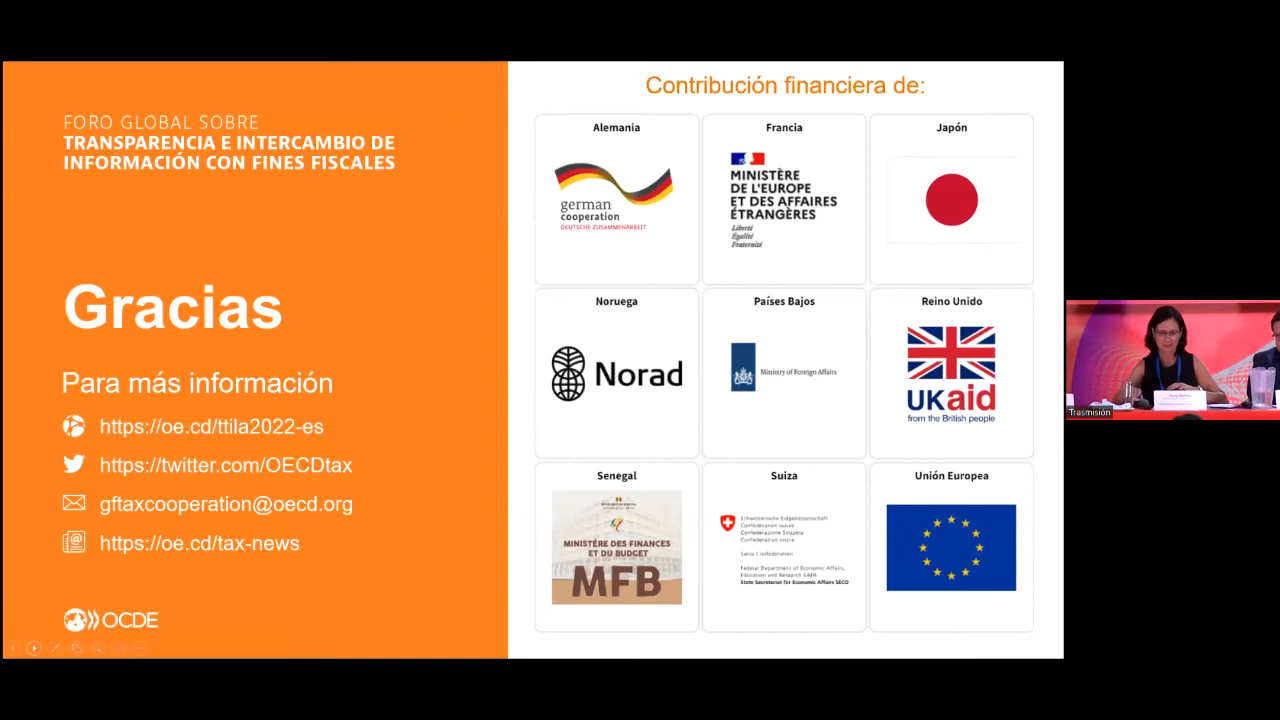 FORO GLOBAL SOBRE
TRANSPARENCIA E INTERCAMBIO DE
INFORMACIÓN CON FINES FISCALES
Gracias
Para más información
https://oe.cd/ttila2022-es
https://twitter.com/OECDtax
gftaxcooperation@oecd.org
https://oe.cd/tax-news
OCDE
Contribución financiera de:
Alemania
german
cooperation
DEUTSCHE ZUSAMMENARBEIT
Francia
MINISTÈRE
DE L'EUROPE
ET DES AFFAIRES
ÉTRANGÈRES
Liberté
Égalité
Fraternité
Japón
Noruega
Norad
Países Bajos
Ministry of Foreign Affairs
Reino Unido
UKaid
from the British people
Senegal
MINISTÈRE DES FINANCES
ET DU BUDGET
MFB
Suiza
Schweizerische Eidgenossenschaft
Confédération suisse
Confederazione Svizzera
Confederaziun svizra
Swiss Confederation
Federal Department of Economic Affairs,
Education and Research EAER
State Secretariat for Economic Affairs SECO
Unión Europea
Trasmisión